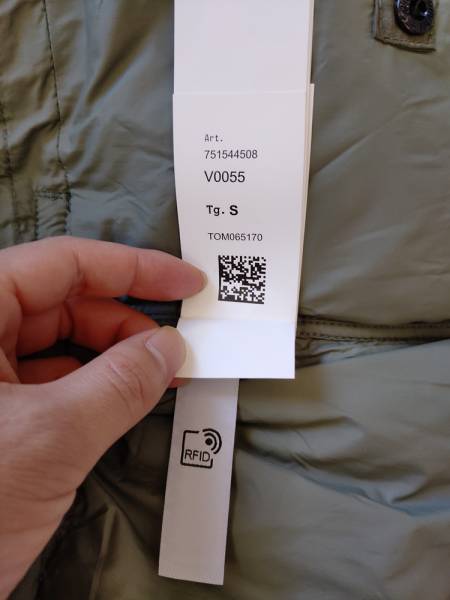 Art.
751544508
V0055
Tg. S
TOM065170
RFID